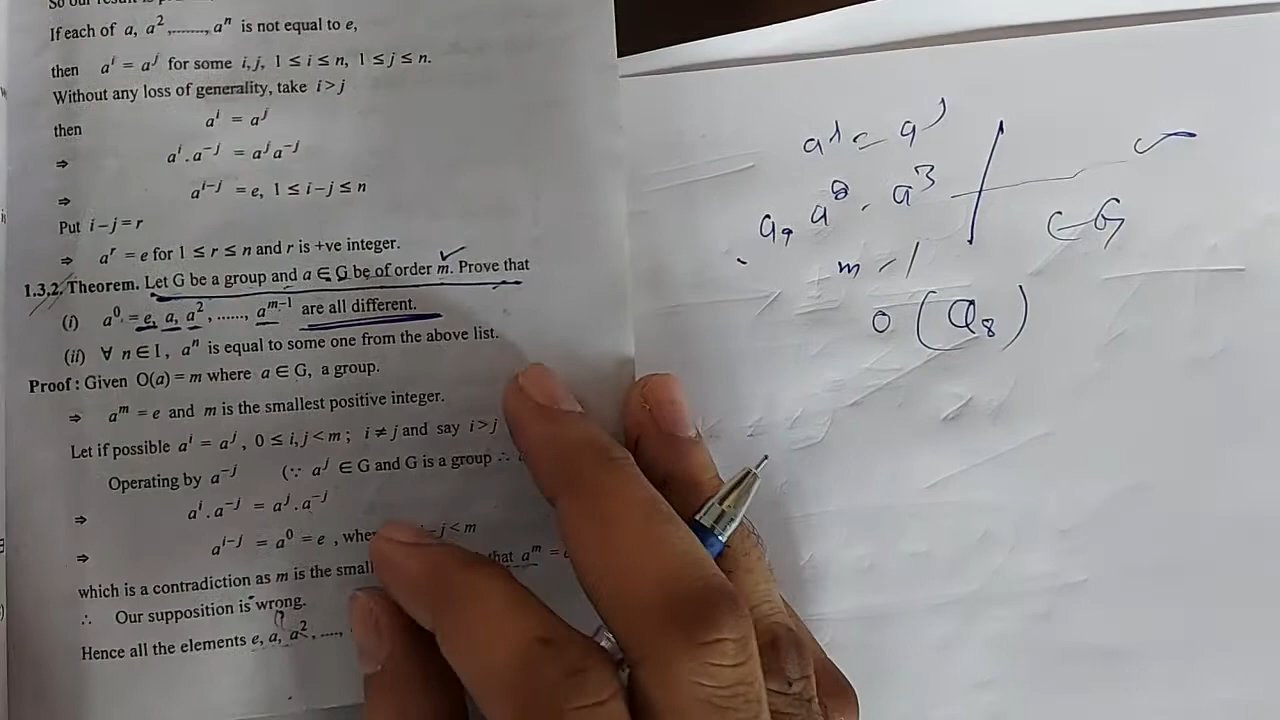 If each of a, a²,........, aⁿ is not equal to e,
then aⁱ = aʲ for some i, j, 1 ≤ i ≤ n, 1 ≤ j ≤ n.
Without any loss of generality, take i > j
then aⁱ = aʲ
⇒ aⁱ . a⁻ʲ = aʲ a⁻ʲ
⇒ aⁱ⁻ʲ = e, 1 ≤ i – j ≤ n
Put i – j = r
⇒ aʳ = e for 1 ≤ r ≤ n and r is +ve integer.
1.3.2. Theorem. Let G be a group and a ∈ G be of order m. Prove that
(i) a⁰ = e, a, a², ......, aᵐ⁻¹ are all different.
(ii) ∀ n ∈ I, aⁿ is equal to some one from the above list.
Proof : Given O(a) = m where a ∈ G, a group.
⇒ aᵐ = e and m is the smallest positive integer.
Let if possible aⁱ = aʲ, 0 ≤ i, j < m ; i ≠ j and say i > j
Operating by a⁻ʲ (∵ aʲ ∈ G and G is a group ∴
⇒ aⁱ . a⁻ʲ = aʲ . a⁻ʲ
⇒ aⁱ⁻ʲ = a⁰ = e , – j < m
which is a contradiction as m is the that aᵐ =
∴ Our supposition is wrong.
Hence all the elements e, a, a², ....,
a, a² . a³
m - 1
∈ G
o (a₈)